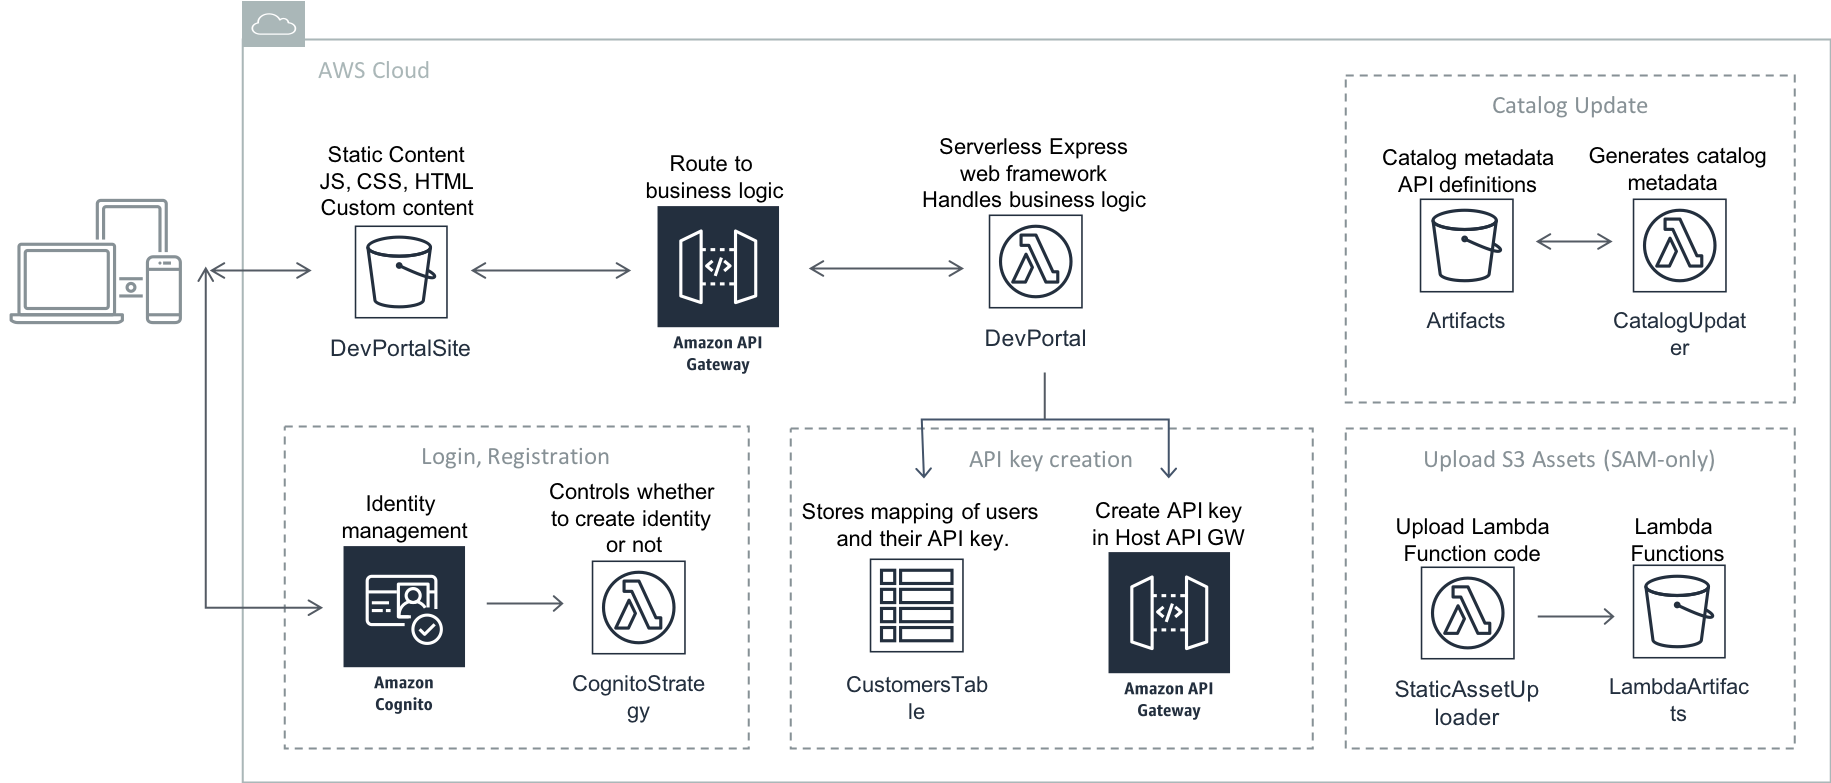 AWS Cloud
Static Content
JS, CSS, HTML
Custom content
DevPortalSite
Route to
business logic
</>
Amazon API
Gateway
Serverless Express
web framework
Handles business logic
DevPortal
Catalog Update
Catalog metadata
API definitions
Artifacts
Generates catalog
metadata
CatalogUpdat
er
Login, Registration
Identity
management
Amazon
Cognito
Controls whether
to create identity
or not
CognitoStrate
gy
API key creation
Stores mapping of users
and their API key.
CustomersTab
le
Create API key
in Host API GW
</>
Amazon API
Gateway
Upload S3 Assets (SAM-only)
Upload Lambda
Function code
StaticAssetUp
loader
Lambda
Functions
LambdaArtifac
ts